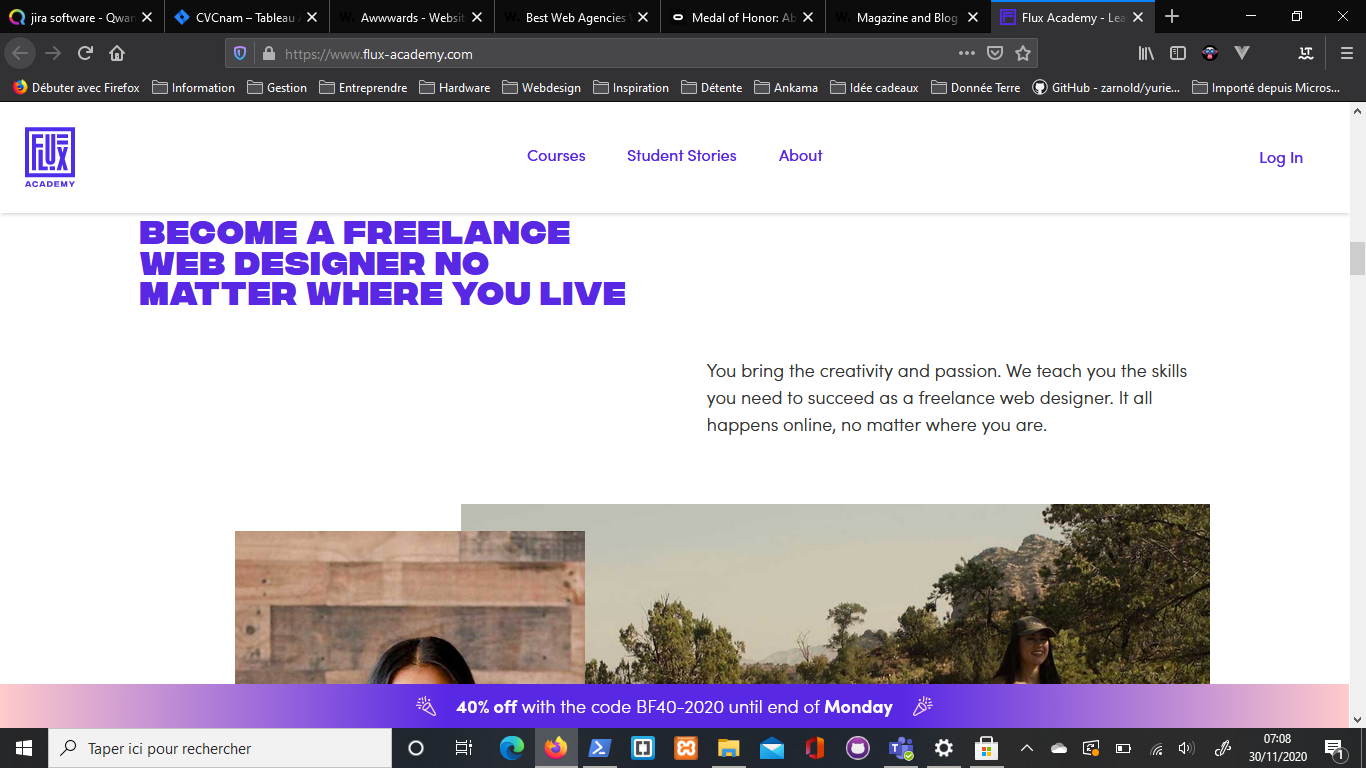 jira software - Qwan
CVCnam – Tableau A
Awwwards - Websit
Best Web Agencies
Medal of Honor: Ab
Magazine and Blog
Flux Academy - Lea
https://www.flux-academy.com
Débuter avec Firefox
Information
Gestion
Entreprendre
Hardware
Webdesign
Inspiration
Détente
Ankama
Idée cadeaux
Donnée Terre
GitHub - zarnold/yurie...
Importé depuis Micros...
FLUX
ACADEMY
Courses
Student Stories
About
Log In
BECOME A FREELANCE
WEB DESIGNER NO
MATTER WHERE YOU LIVE
You bring the creativity and passion. We teach you the skills
you need to succeed as a freelance web designer. It all
happens online, no matter where you are.
40% off with the code BF40-2020 until end of Monday
Taper ici pour rechercher
07:08
30/11/2020
1